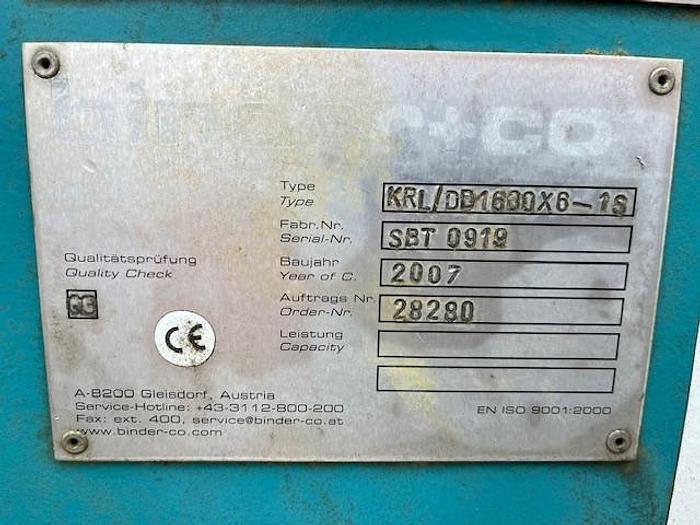 binder+co
Type
Type
KRL/DD1600X6-1S
Fabr.Nr.
Serial-Nr.
SBT 0919
Qualitätsprüfung
Quality Check
Baujahr
Year of C.
2007
Auftrags Nr.
Order-Nr.
28280
CE
Leistung
Capacity
A-8200 Gleisdorf, Austria
Service-Hotline: +43-3112-800-200
Fax: ext. 400, service@binder-co.at
www.binder-co.com
EN ISO 9001:2000